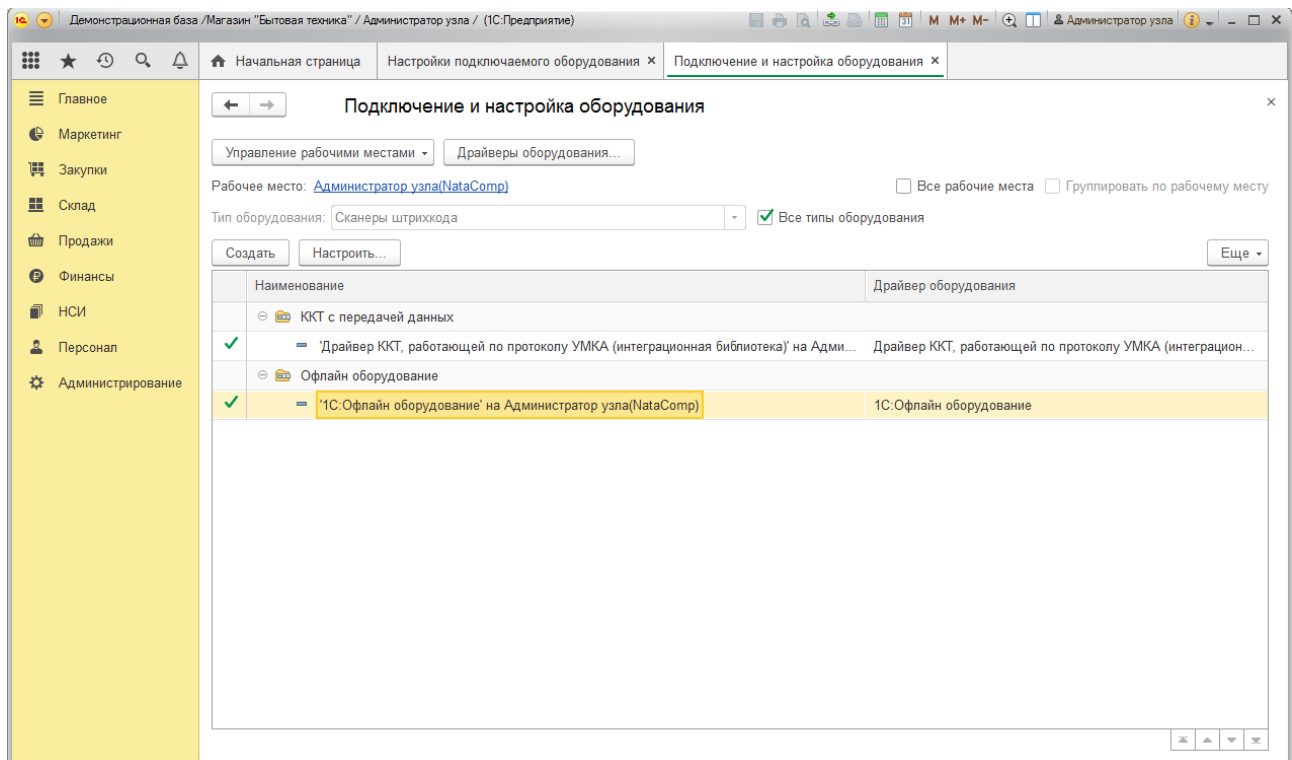 1С Демонстрационная база /Магазин "Бытовая техника" / Администратор узла / (1С:Предприятие) 31 M M+ M- Администратор узла i
Начальная страница Настройки подключаемого оборудования × Подключение и настройка оборудования ×
Главное
Маркетинг
Закупки
Склад
Продажи
Финансы
НСИ
Персонал
Администрирование
Подключение и настройка оборудования ×
Управление рабочими местами Драйверы оборудования...
Рабочее место: Администратор узла(NataComp) Все рабочие места Группировать по рабочему месту
Тип оборудования: Сканеры штрихкода Все типы оборудования
Создать Настроить... Еще
Наименование Драйвер оборудования
ККТ с передачей данных
'Драйвер ККТ, работающей по протоколу УМКА (интеграционная библиотека)' на Адми... Драйвер ККТ, работающей по протоколу УМКА (интеграцион...
Офлайн оборудование
'1С:Офлайн оборудование' на Администратор узла(NataComp) 1С:Офлайн оборудование